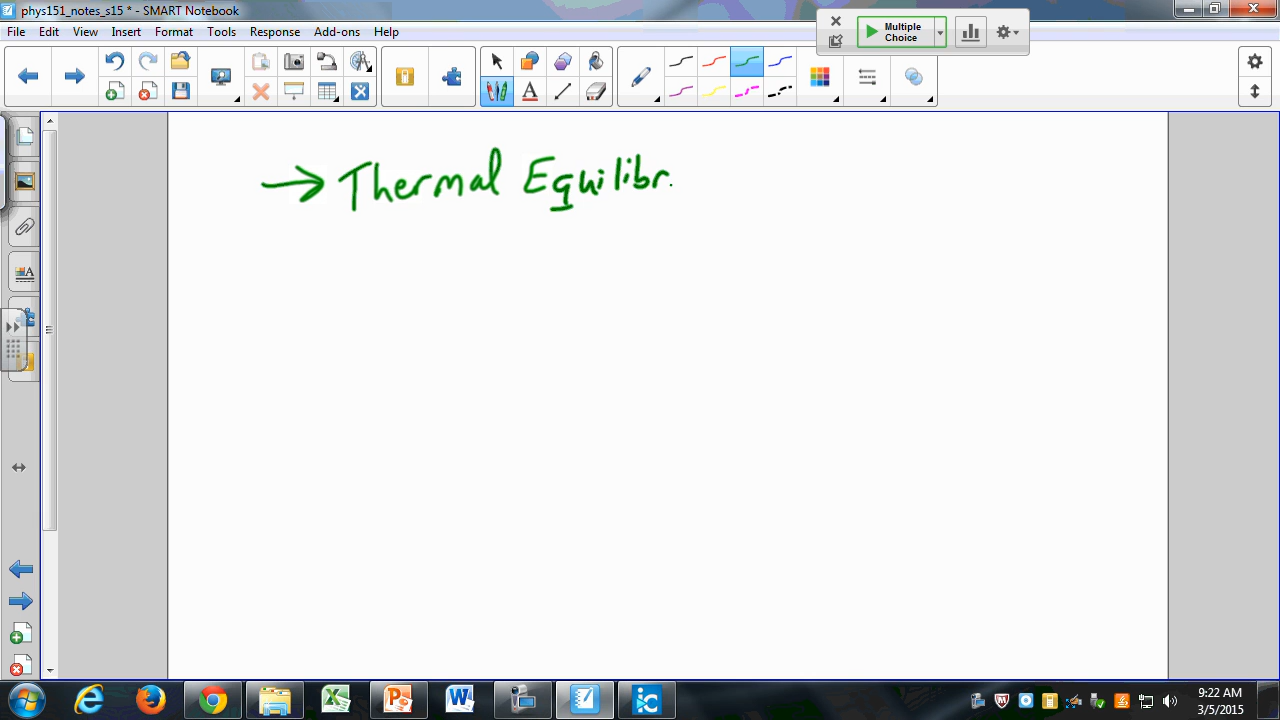 phys151_notes_s15 * - SMART Notebook
File Edit View Insert Format Tools Response Add-ons Help
Multiple
Choice
→ Thermal Equilibr
9:22 AM
3/5/2015